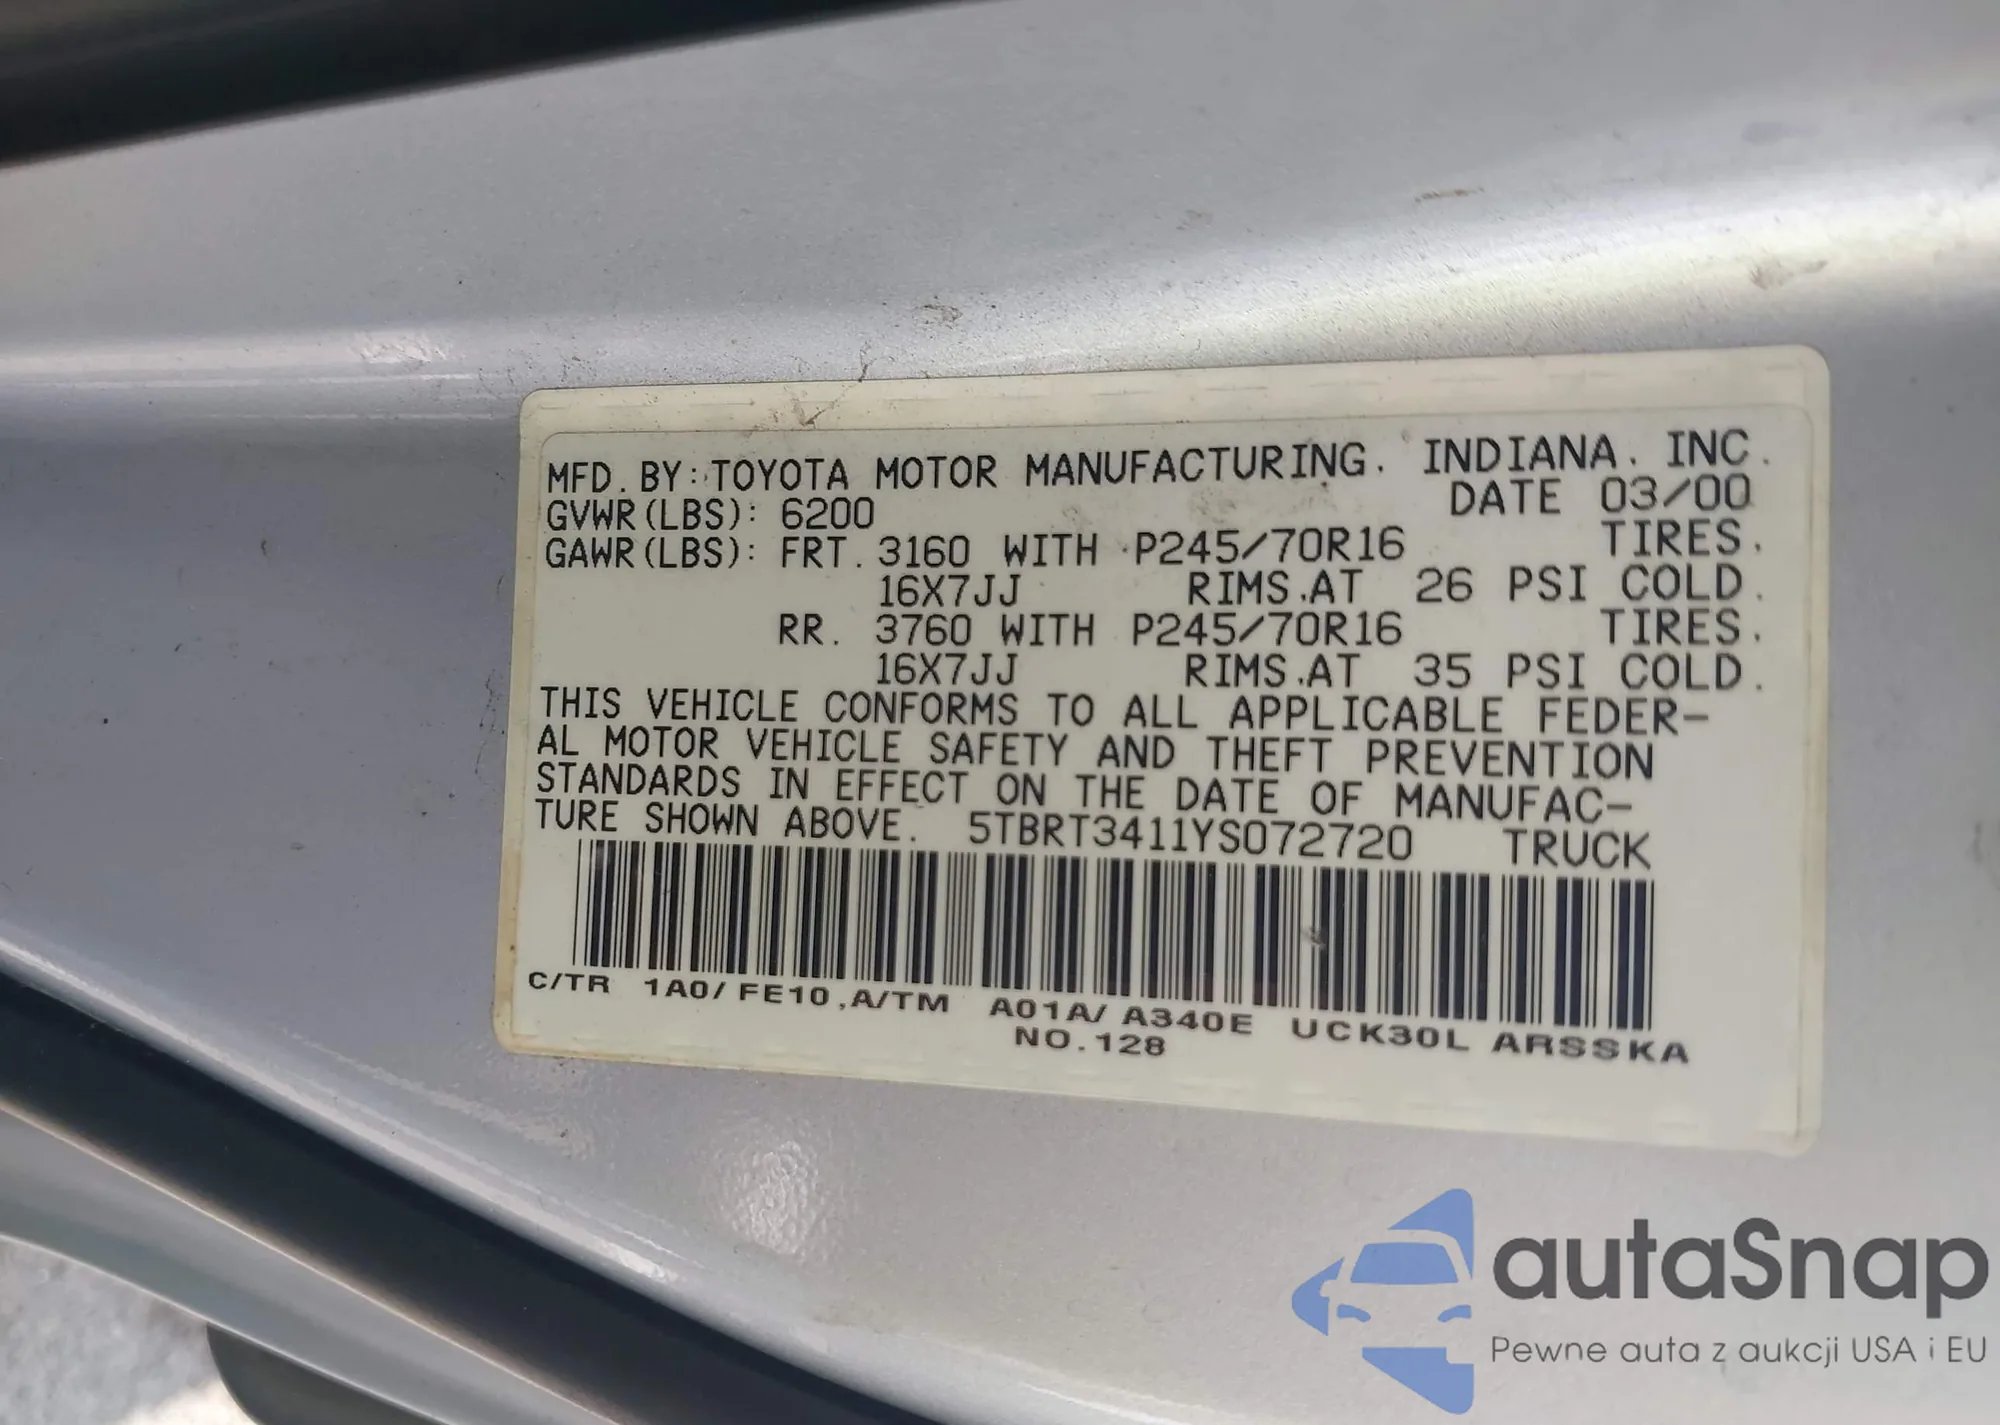 MFD. BY: TOYOTA MOTOR MANUFACTURING. INDIANA. INC.
GVWR(LBS): 6200 DATE 03/00
GAWR(LBS): FRT. 3160 WITH P245/70R16 TIRES.
16X7JJ RIMS.AT 26 PSI COLD.
RR. 3760 WITH P245/70R16 TIRES.
16X7JJ RIMS.AT 35 PSI COLD.
THIS VEHICLE CONFORMS TO ALL APPLICABLE FEDER-
AL MOTOR VEHICLE SAFETY AND THEFT PREVENTION
STANDARDS IN EFFECT ON THE DATE OF MANUFAC-
TURE SHOWN ABOVE. 5TBRT3411YS072720 TRUCK
C/TR 1A0/ FE10 ,A/TM A01A/ A340E UCK30L ARSSKA
NO.128
autaSnap
Pewne auta z aukcji USA i EU